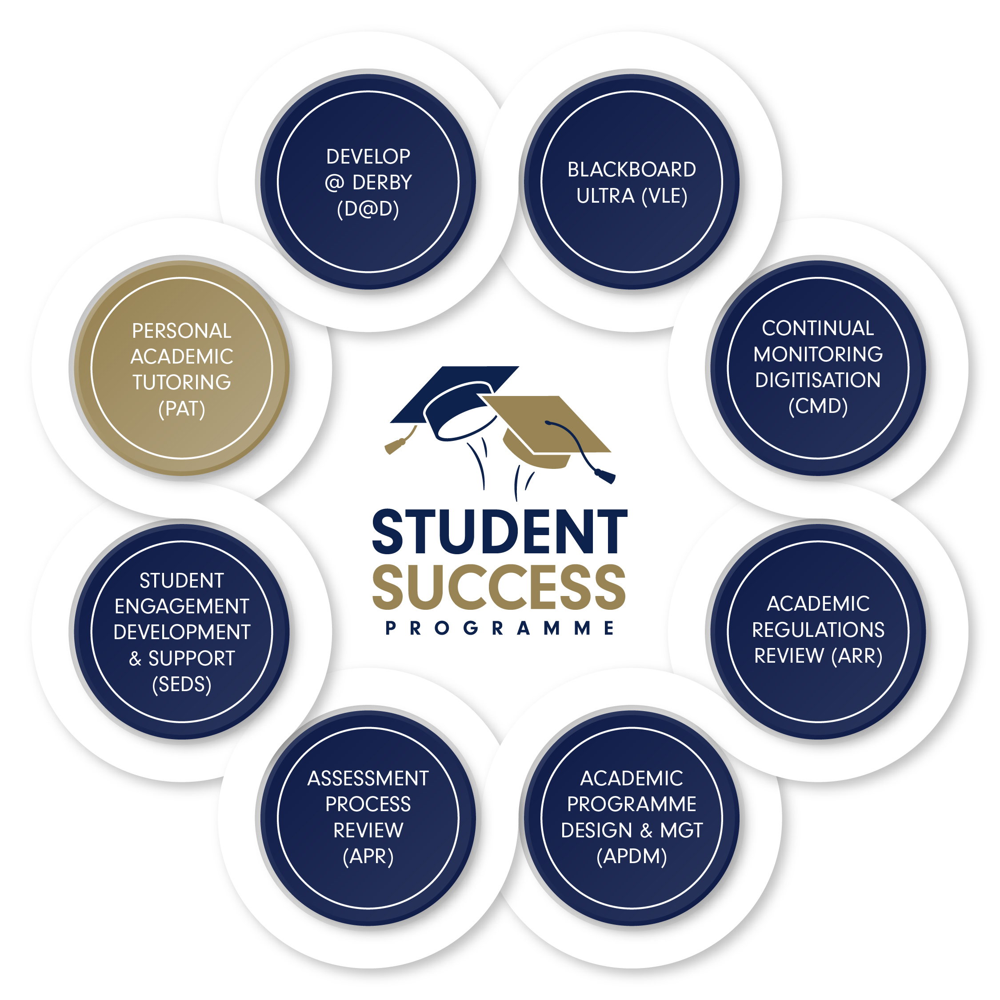 DEVELOP
@ DERBY
(D@D)
BLACKBOARD
ULTRA (VLE)
CONTINUAL
MONITORING
DIGITISATION
(CMD)
ACADEMIC
REGULATIONS
REVIEW (ARR)
ACADEMIC
PROGRAMME
DESIGN & MGT
(APDM)
ASSESSMENT
PROCESS
REVIEW
(APR)
STUDENT
ENGAGEMENT
DEVELOPMENT
& SUPPORT
(SEDS)
PERSONAL
ACADEMIC
TUTORING
(PAT)
STUDENT
SUCCESS
PROGRAMME